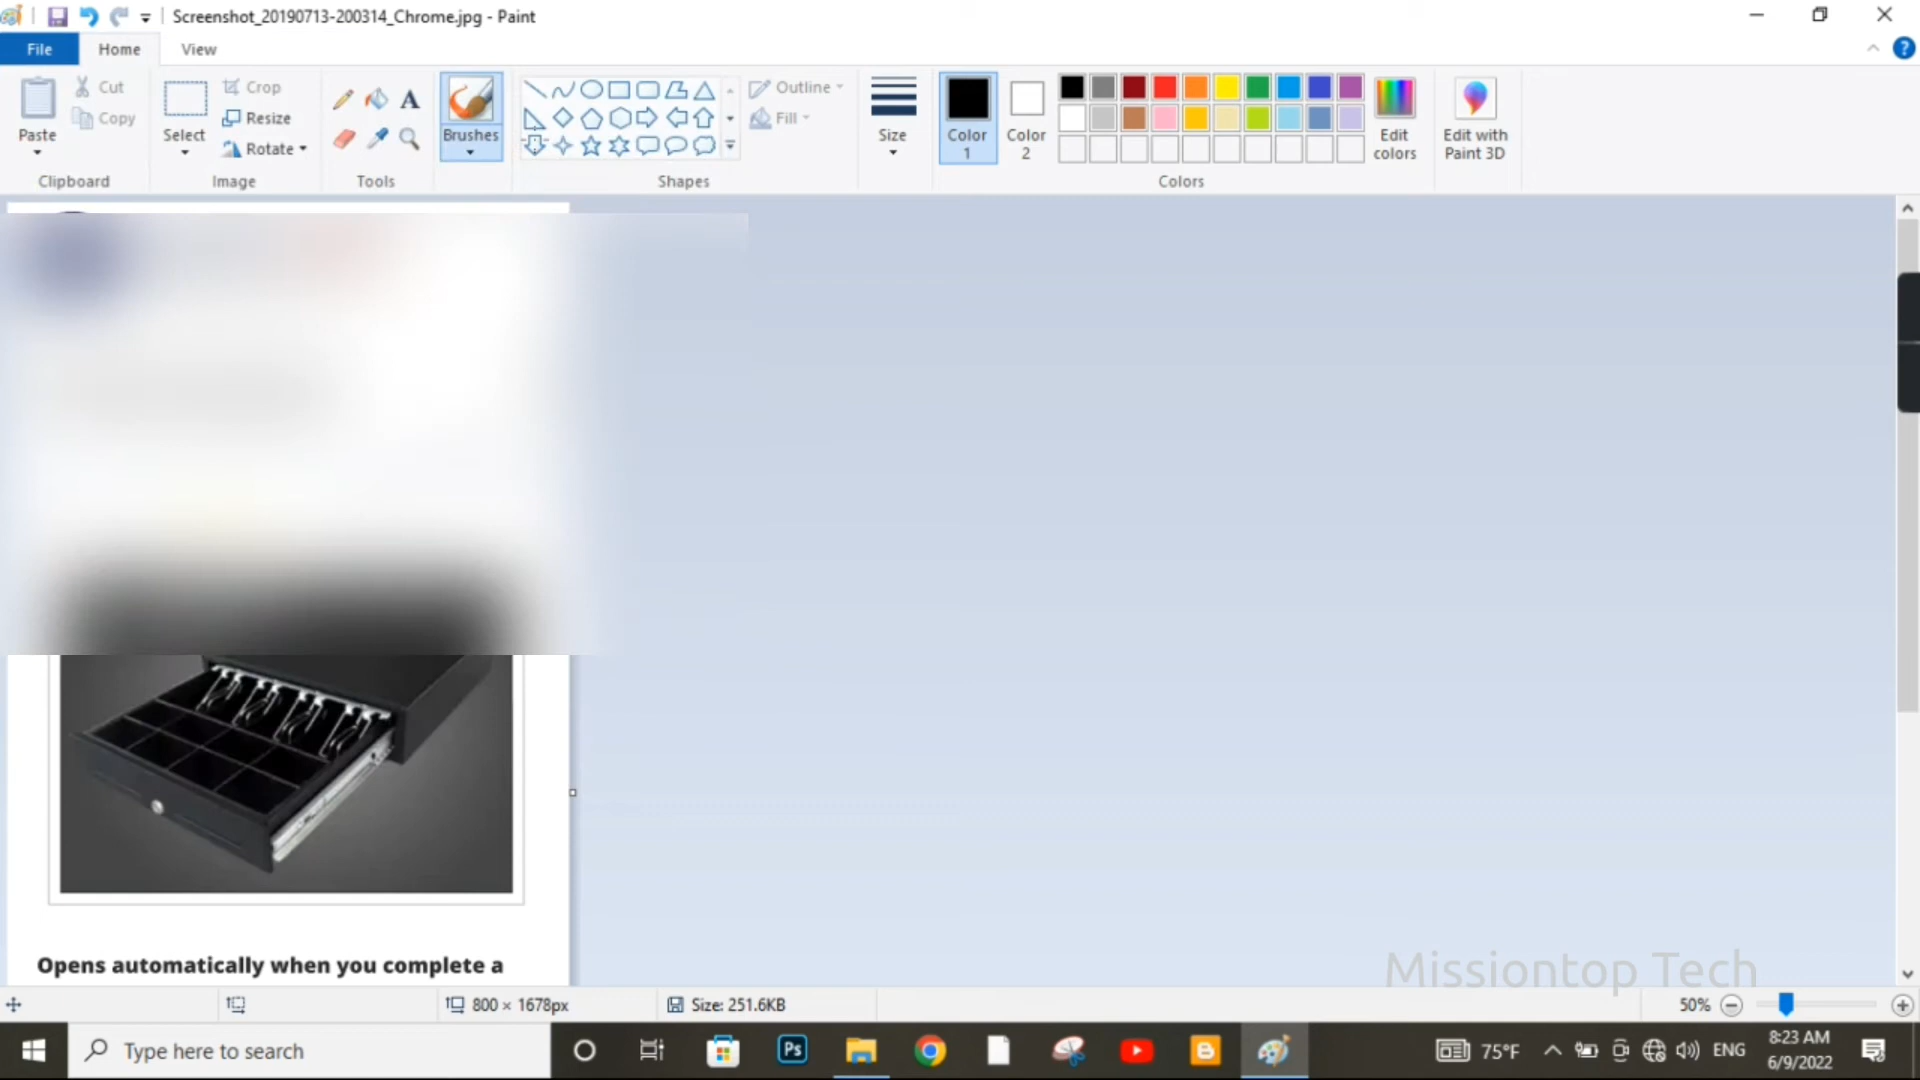 Screenshot_20190713-200314_Chrome.jpg - Paint
File Home View
Paste
Cut
Copy
Clipboard
Select
Crop
Resize
Rotate
Image
A
Tools
Brushes
Shapes
Outline
Fill
Size
Color 1
Color 2
Edit colors
Colors
Edit with Paint 3D
Opens automatically when you complete a
Missiontop Tech
800 × 1678px
Size: 251.6KB
50%
Type here to search
Ps
75°F
ENG
8:23 AM
6/9/2022